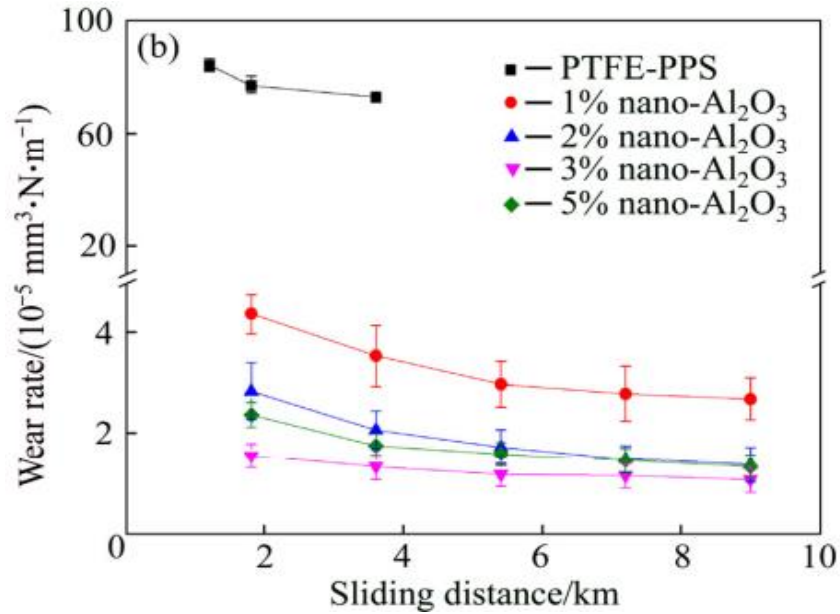 100
(b)
PTFE-PPS
1% nano-Al₂O₃
2% nano-Al₂O₃
3% nano-Al₂O₃
5% nano-Al₂O₃
60
20
4
2
0
2
4
6
8
10
Wear rate/(10⁻⁵ mm³·N·m⁻¹)
Sliding distance/km